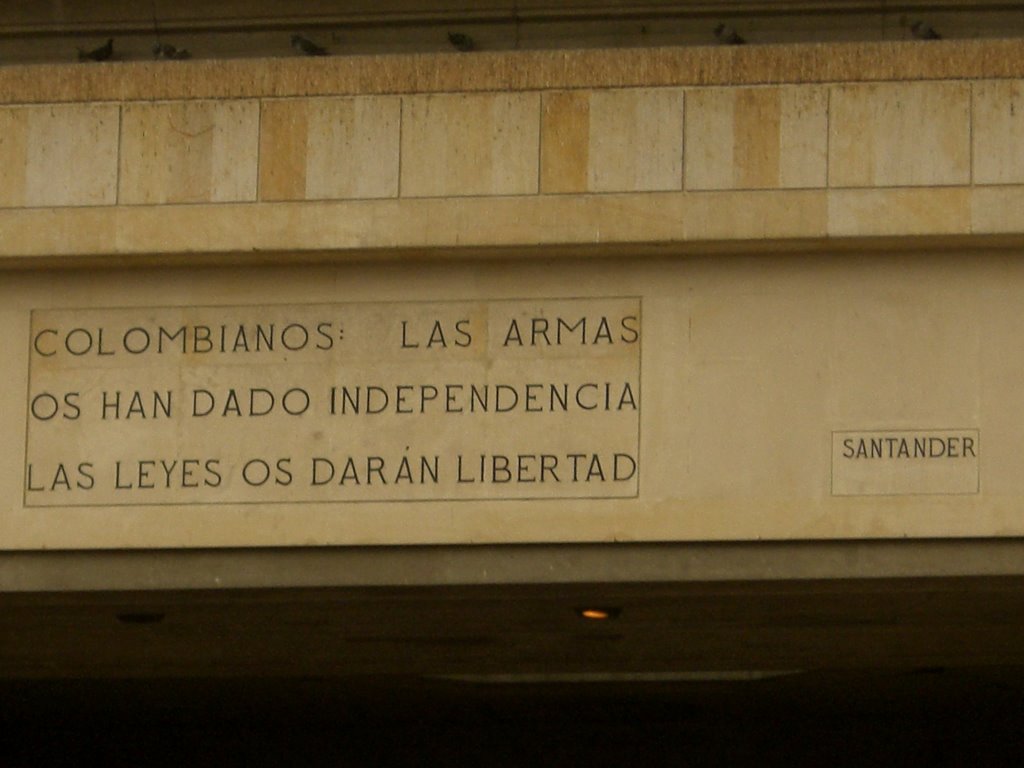 COLOMBIANOS: LAS ARMAS
OS HAN DADO INDEPENDENCIA
LAS LEYES OS DARÁN LIBERTAD
SANTANDER